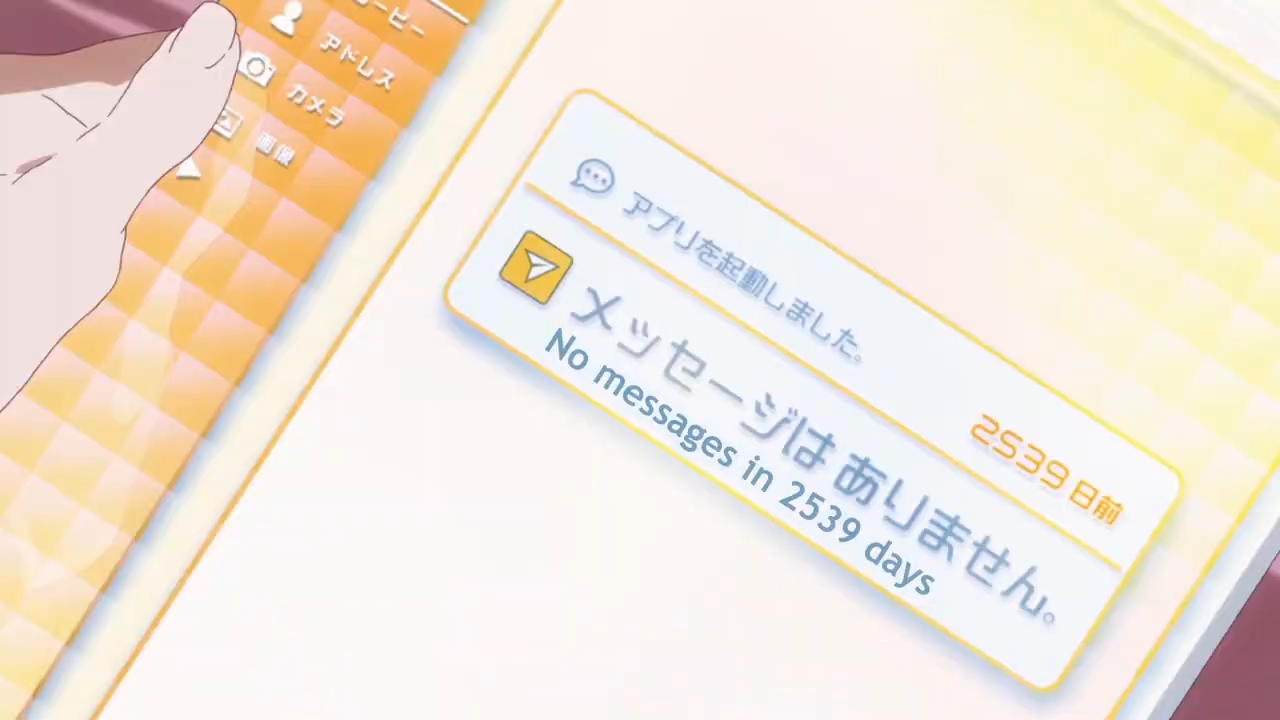 アドレス
カメラ
画像
アプリを起動しました。
2539日前
メッセージは ありません。
No messages in 2539 days